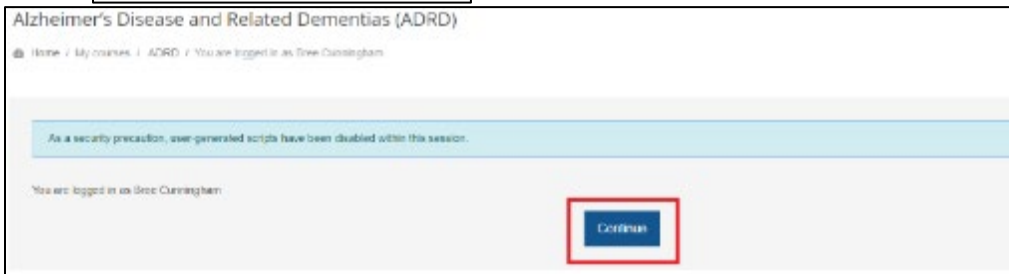 Alzheimer's Disease and Related Dementias (ADRD)
Home / My courses / ADRD / You are logged in as Bree Cunningham
As a security precaution, user-generated scripts have been disabled within this session.
You are logged in as Bree Cunningham
Continue